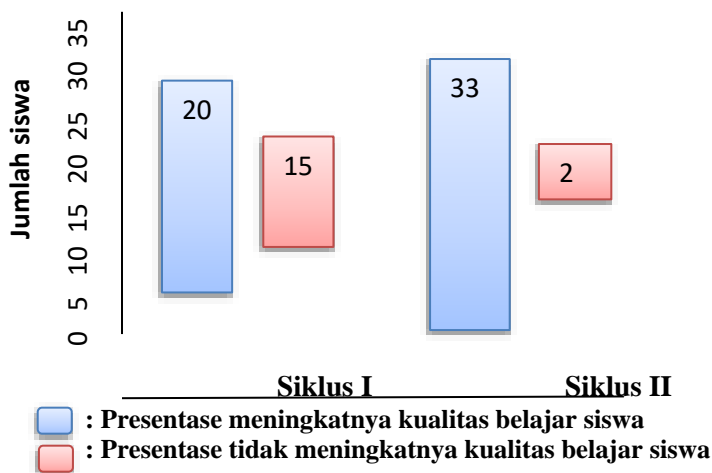 Jumlah siswa
35
30
25
20
15
10
5
0
20
15
33
2
Siklus I
Siklus II
: Presentase meningkatnya kualitas belajar siswa
: Presentase tidak meningkatnya kualitas belajar siswa